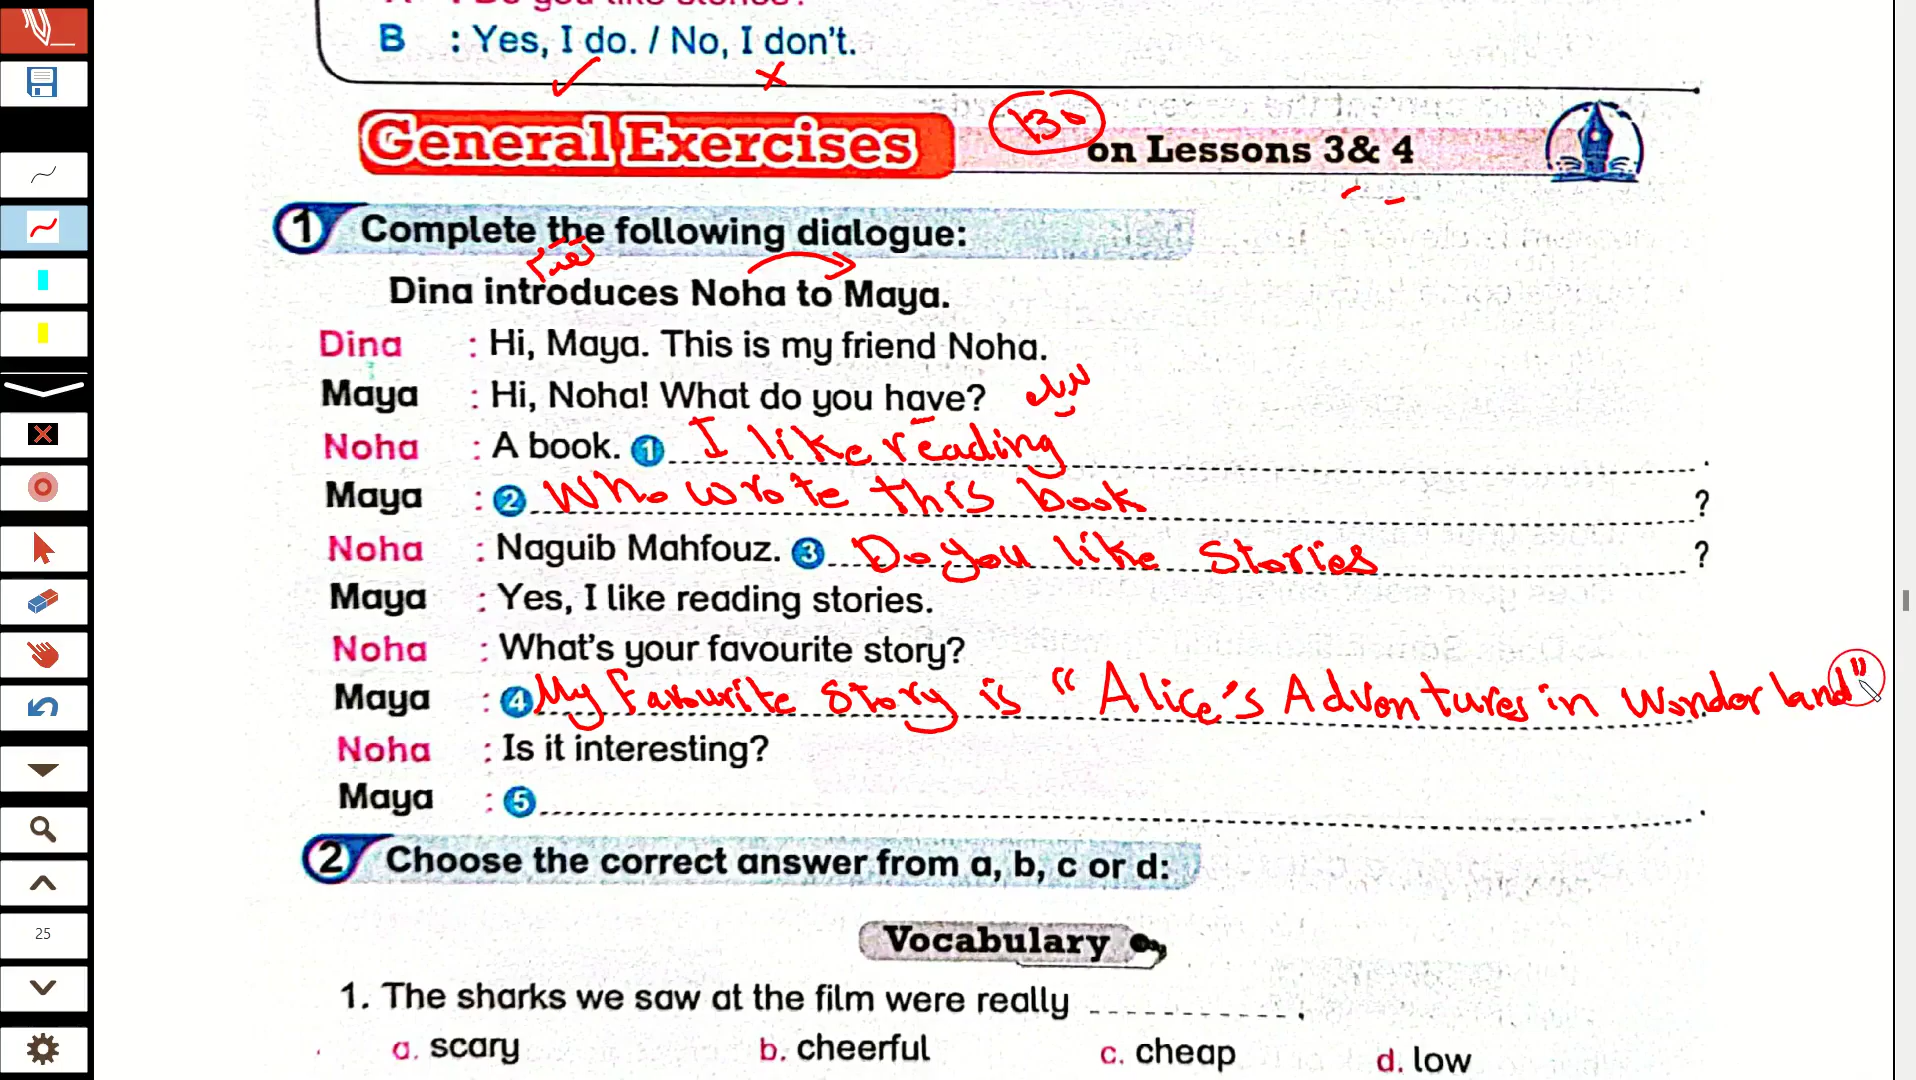 A : Do you like stories?
B : Yes, I do. / No, I don't.
General Exercises 130 on Lessons 3& 4
1 Complete the following dialogue:
Dina introduces Noha to Maya.
Dina : Hi, Maya. This is my friend Noha.
Maya : Hi, Noha! What do you have?
Noha : A book. 1 I like reading .
Maya : 2 Who wrote this book ?
Noha : Naguib Mahfouz. 3 Do you like Stories ?
Maya : Yes, I like reading stories.
Noha : What's your favourite story?
Maya : 4 My favourite Story is "Alice's Adventures in Wonderland" .
Noha : Is it interesting?
Maya : 5 .
2 Choose the correct answer from a, b, c or d:
Vocabulary
1. The sharks we saw at the film were really ------------ .
a. scary b. cheerful c. cheap d. low
25